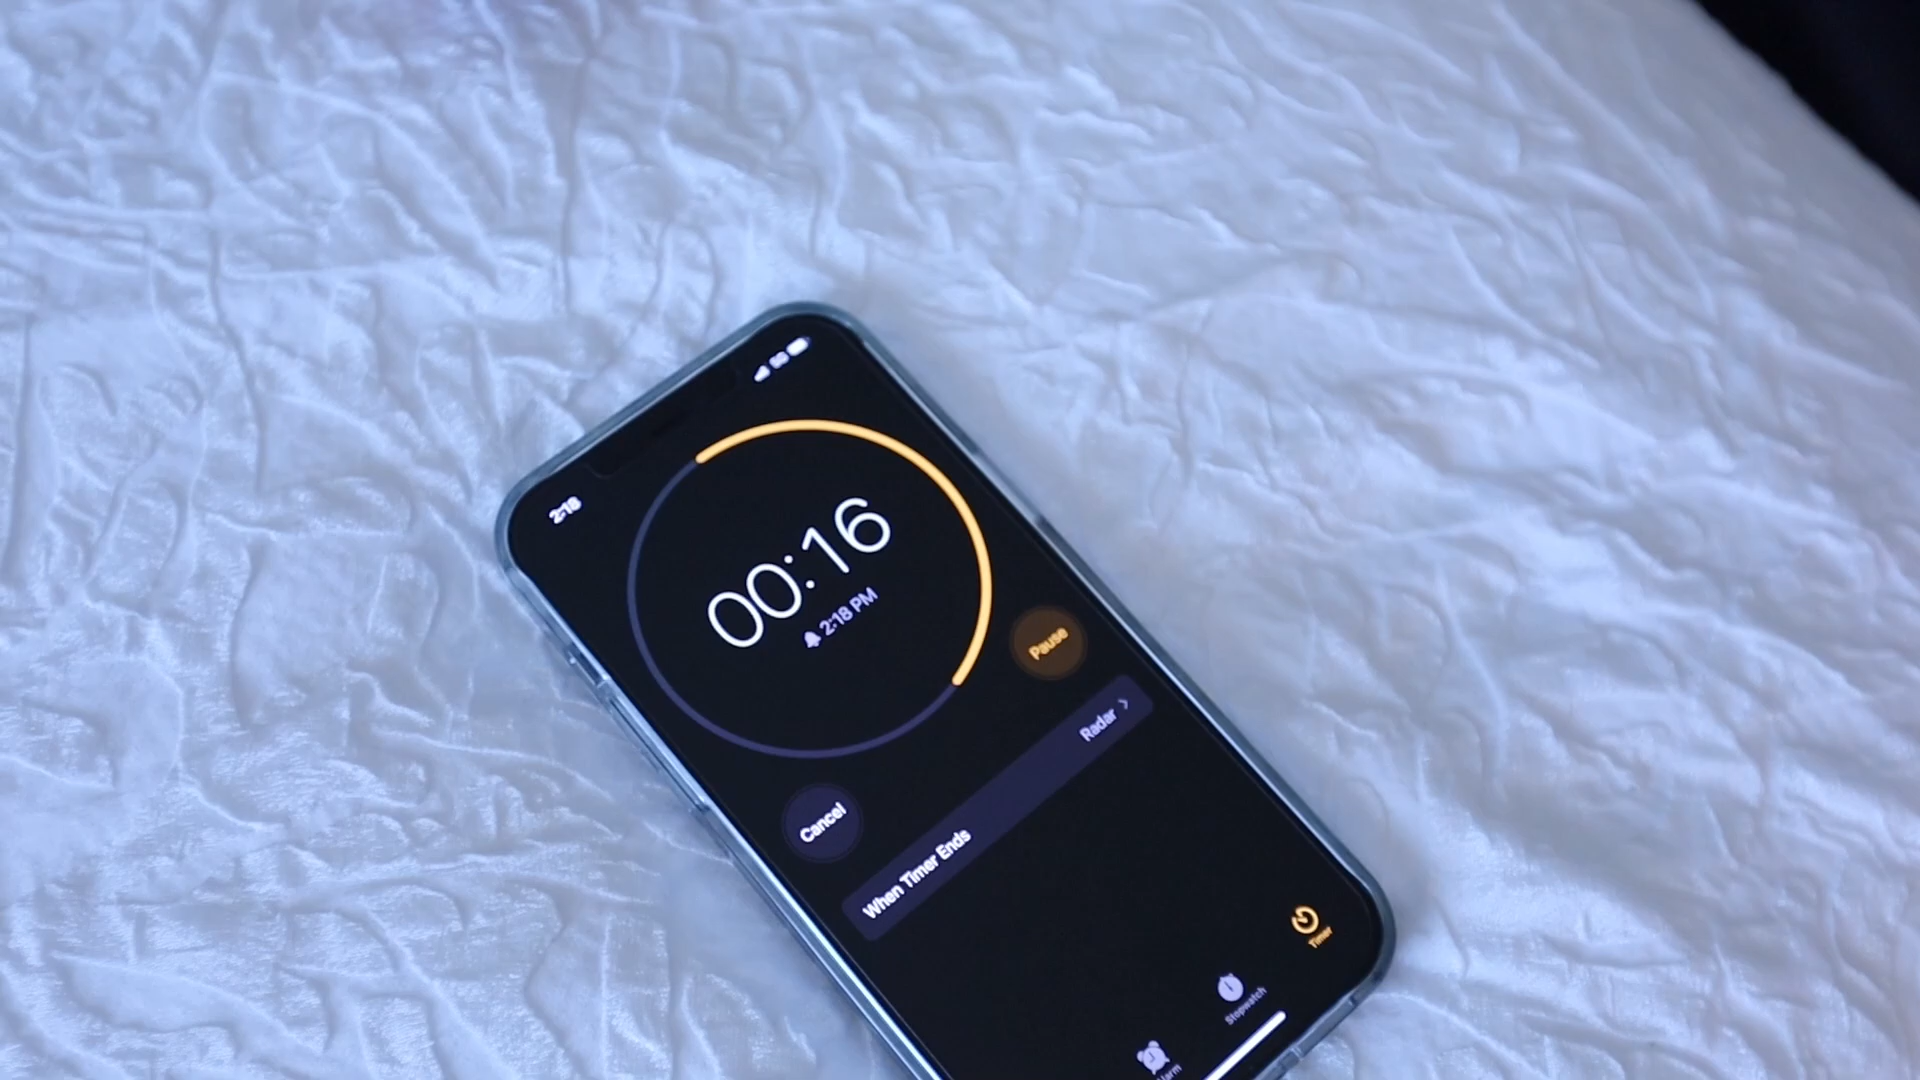 2:18
00:16
2:18 PM
Cancel
Pause
When Timer Ends
Radar
Stopwatch
Timer